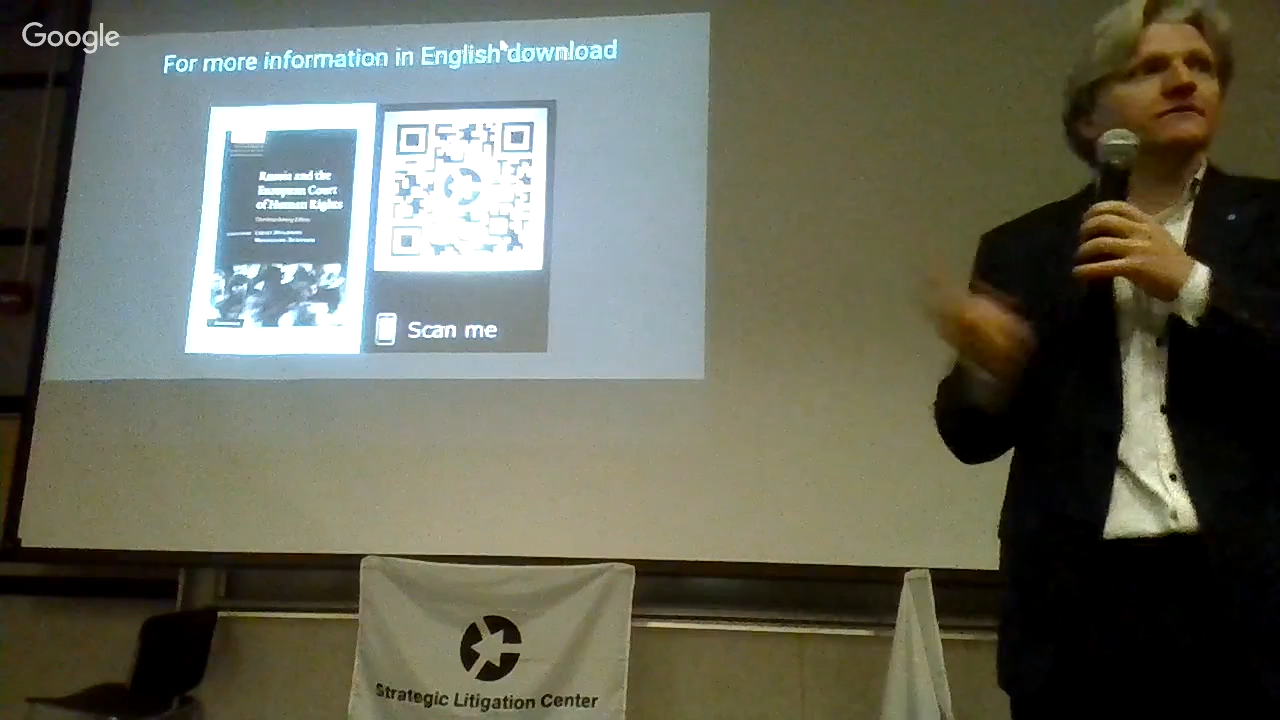 Google
For more information in English download
Russia and the
European Court
of Human Rights
Scan me
Strategic Litigation Center